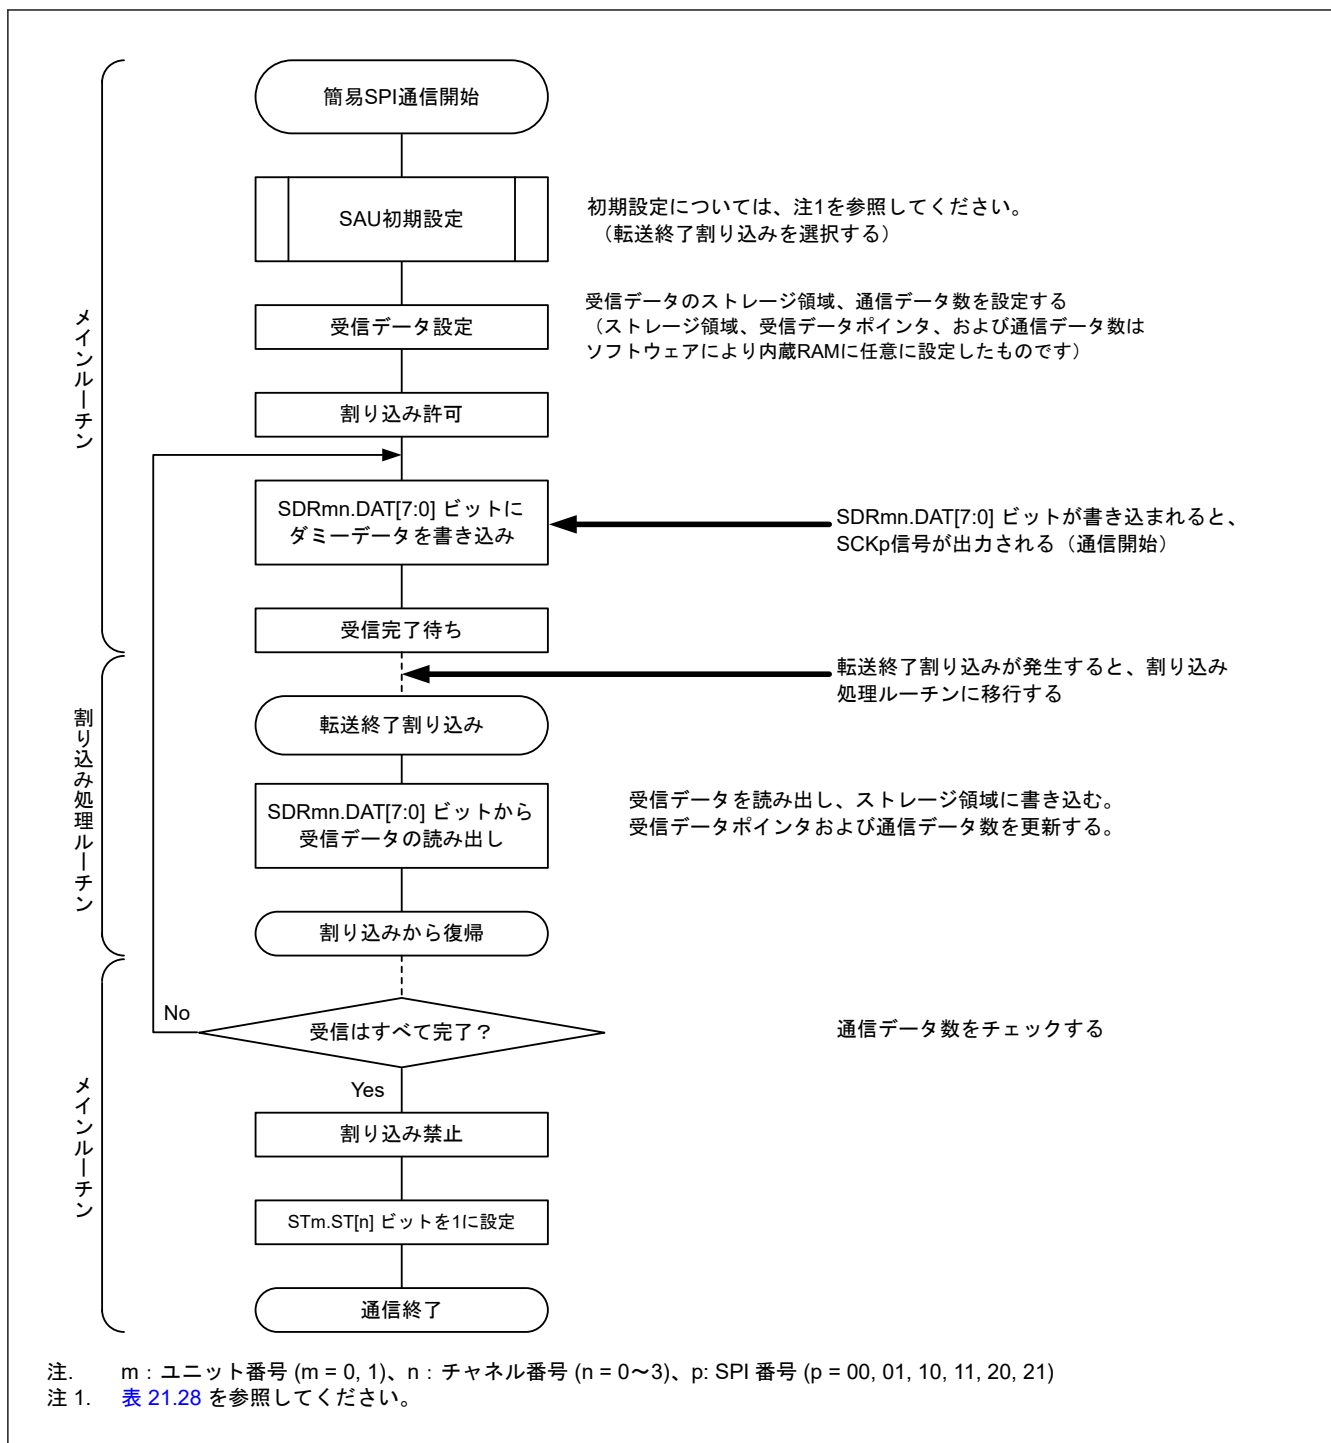 メインルーチン
簡易SPI通信開始
SAU初期設定
初期設定については、注1を参照してください。
（転送終了割り込みを選択する）
受信データ設定
受信データのストレージ領域、通信データ数を設定する
（ストレージ領域、受信データポインタ、および通信データ数は
ソフトウェアにより内蔵RAMに任意に設定したものです）
割り込み許可
SDRmn.DAT[7:0] ビットに
ダミーデータを書き込み
SDRmn.DAT[7:0] ビットが書き込まれると、
SCKp信号が出力される（通信開始）
受信完了待ち
割り込み処理ルーチン
転送終了割り込みが発生すると、割り込み
処理ルーチンに移行する
転送終了割り込み
SDRmn.DAT[7:0] ビットから
受信データの読み出し
受信データを読み出し、ストレージ領域に書き込む。
受信データポインタおよび通信データ数を更新する。
割り込みから復帰
メインルーチン
No
受信はすべて完了？
通信データ数をチェックする
Yes
割り込み禁止
STm.ST[n] ビットを1に設定
通信終了
注. m：ユニット番号 (m = 0, 1)、n：チャネル番号 (n = 0～3)、p: SPI 番号 (p = 00, 01, 10, 11, 20, 21)
注 1. 表 21.28 を参照してください。